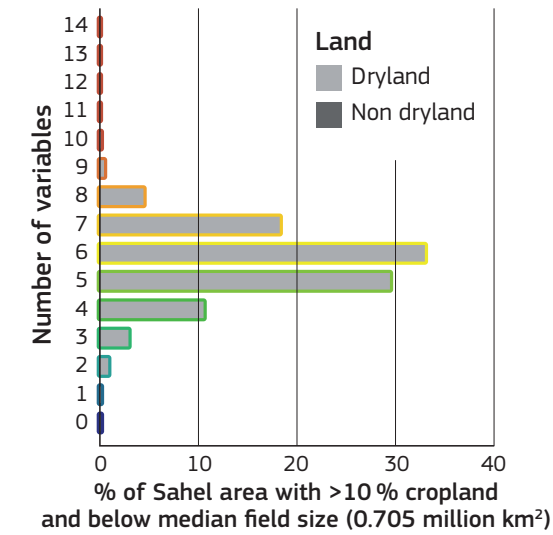 14
13
12
11
10
9
8
7
6
5
4
3
2
1
0
Number of variables
Land
Dryland
Non dryland
0 10 20 30 40
% of Sahel area with >10 % cropland
and below median field size (0.705 million km²)